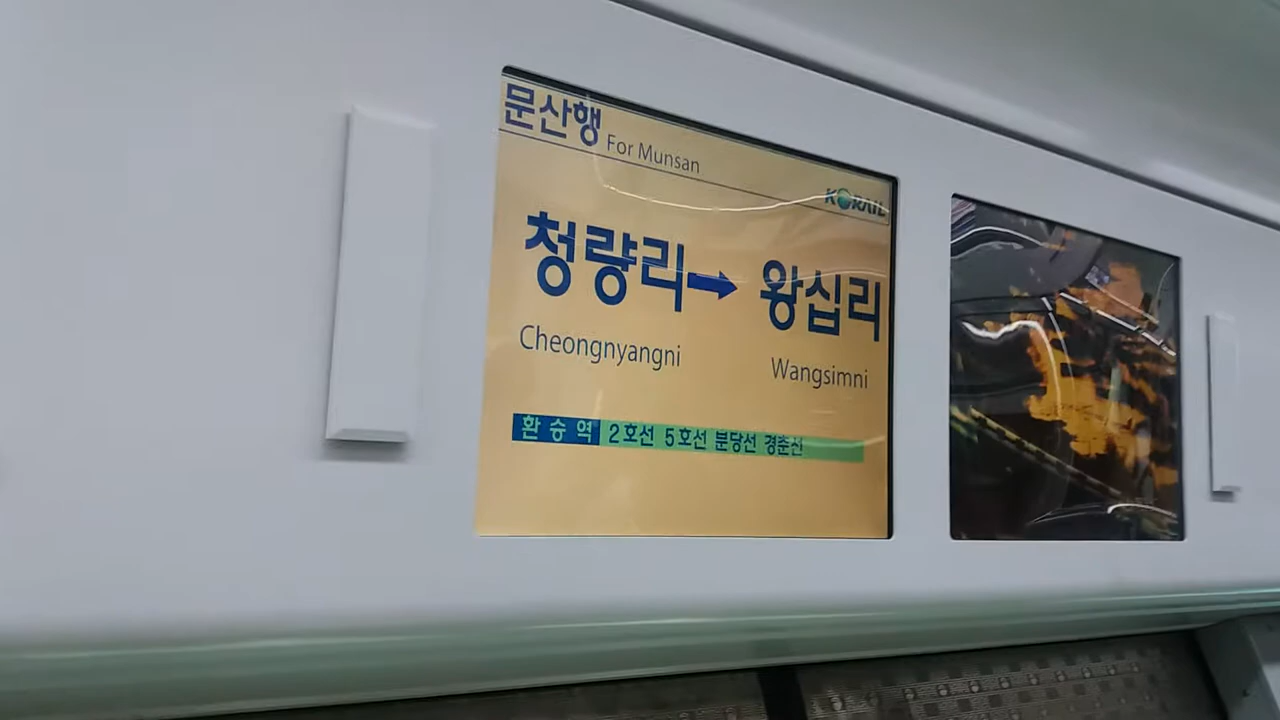 문산행 For Munsan
KORAIL
청량리 → 왕십리
Cheongnyangni Wangsimni
환승역 2호선 5호선 분당선 경춘선